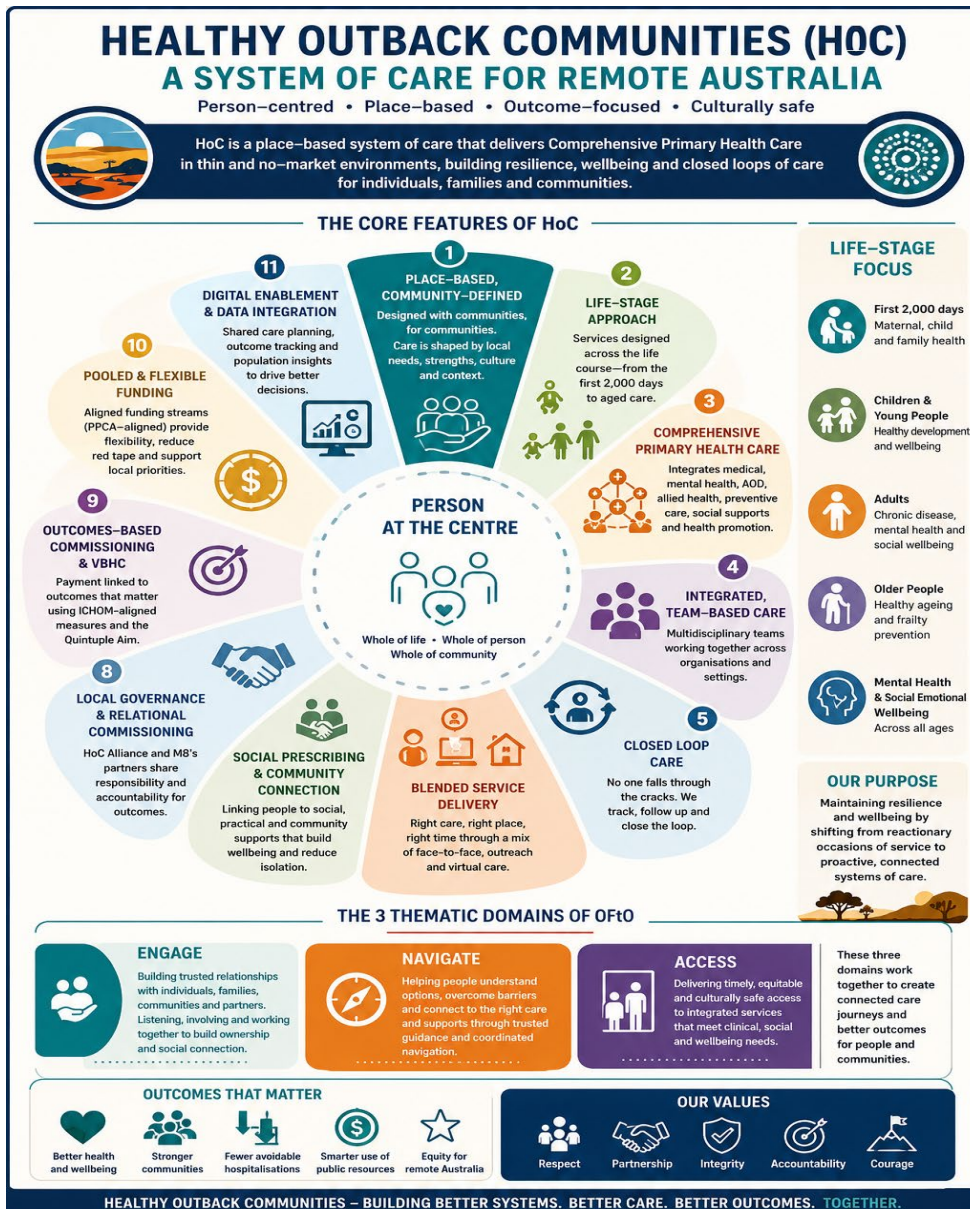 HEALTHY OUTBACK COMMUNITIES (HOC)
A SYSTEM OF CARE FOR REMOTE AUSTRALIA
Person–centred • Place–based • Outcome–focused • Culturally safe
HoC is a place–based system of care that delivers Comprehensive Primary Health Care
in thin and no–market environments, building resilience, wellbeing and closed loops of care
for individuals, families and communities.
THE CORE FEATURES OF HoC
1
PLACE–BASED,
COMMUNITY–DEFINED
Designed with communities,
for communities.
Care is shaped by local
needs, strengths, culture
and context.
2
LIFE–STAGE
APPROACH
Services designed
across the life
course—from the
first 2,000 days
to aged care.
3
COMPREHENSIVE
PRIMARY HEALTH CARE
Integrates medical,
mental health, AOD,
allied health, preventive
care, social supports
and health promotion.
4
INTEGRATED,
TEAM–BASED CARE
Multidisciplinary teams
working together across
organisations and
settings.
5
CLOSED LOOP
CARE
No one falls through
the cracks. We
track, follow up and
close the loop.
BLENDED SERVICE
DELIVERY
Right care, right place,
right time through a mix
of face–to–face, outreach
and virtual care.
SOCIAL PRESCRIBING
& COMMUNITY
CONNECTION
Linking people to social,
practical and community
supports that build
wellbeing and reduce
isolation.
8
LOCAL GOVERNANCE
& RELATIONAL
COMMISSIONING
HoC Alliance and M8's
partners share
responsibility and
accountability for
outcomes.
9
OUTCOMES–BASED
COMMISSIONING
& VBHC
Payment linked to
outcomes that matter
using ICHOM–aligned
measures and the
Quintuple Aim.
10
POOLED & FLEXIBLE
FUNDING
Aligned funding streams
(PPCA–aligned) provide
flexibility, reduce
red tape and support
local priorities.
$
11
DIGITAL ENABLEMENT
& DATA INTEGRATION
Shared care planning,
outcome tracking and
population insights
to drive better
decisions.
PERSON
AT THE CENTRE
Whole of life • Whole of person
Whole of community
LIFE–STAGE
FOCUS
First 2,000 days
Maternal, child
and family health
Children &
Young People
Healthy development
and wellbeing
Adults
Chronic disease,
mental health and
social wellbeing
Older People
Healthy ageing
and frailty
prevention
Mental Health
& Social Emotional
Wellbeing
Across all ages
OUR PURPOSE
Maintaining resilience
and wellbeing by
shifting from reactionary
occasions of service to
proactive, connected
systems of care.
THE 3 THEMATIC DOMAINS OF OFtO
ENGAGE
Building trusted relationships
with individuals, families,
communities and partners.
Listening, involving and working
together to build ownership
and social connection.
NAVIGATE
Helping people understand
options, overcome barriers
and connect to the right care
and supports through trusted
guidance and coordinated
navigation.
ACCESS
Delivering timely, equitable
and culturally safe access
to integrated services
that meet clinical, social
and wellbeing needs.
These three
domains work
together to create
connected care
journeys and
better outcomes
for people and
communities.
OUTCOMES THAT MATTER
Better health
and wellbeing
Stronger
communities
Fewer avoidable
hospitalisations
$
Smarter use of
public resources
Equity for
remote Australia
OUR VALUES
Respect
Partnership
Integrity
Accountability
Courage
HEALTHY OUTBACK COMMUNITIES – BUILDING BETTER SYSTEMS. BETTER CARE. BETTER OUTCOMES. TOGETHER.